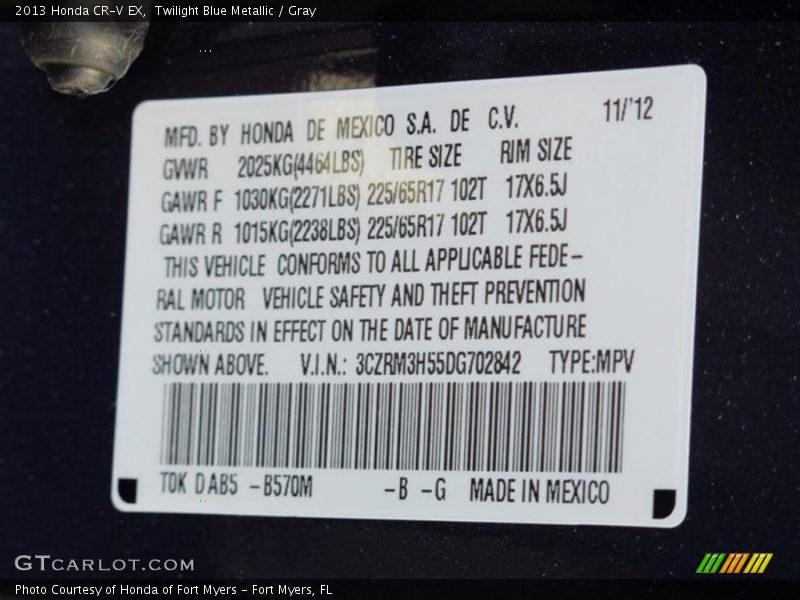 2013 Honda CR-V EX, Twilight Blue Metallic / Gray
MFD. BY HONDA DE MEXICO S.A. DE C.V. 11/'12
GVWR 2025KG(4464LBS) TIRE SIZE RIM SIZE
GAWR F 1030KG(2271LBS) 225/65R17 102T 17X6.5J
GAWR R 1015KG(2238LBS) 225/65R17 102T 17X6.5J
THIS VEHICLE CONFORMS TO ALL APPLICABLE FEDE-
RAL MOTOR VEHICLE SAFETY AND THEFT PREVENTION
STANDARDS IN EFFECT ON THE DATE OF MANUFACTURE
SHOWN ABOVE. V.I.N.: 3CZRM3H55DG702842 TYPE:MPV
TOK DAB5 -B570M -B -G MADE IN MEXICO
GTCARLOT.COM
Photo Courtesy of Honda of Fort Myers - Fort Myers, FL